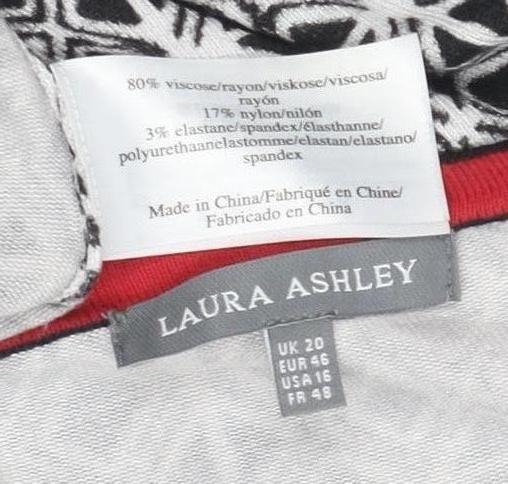 80% viscose/rayon/viskose/viscosa/
rayón
17% nylon/nilón
3% elastane/spandex/élasthanne/
polyurethaanelastomme/elastan/elastano/
spandex
Made in China/Fabriqué en Chine/
Fabricado en China
LAURA ASHLEY
UK 20
EUR 46
USA 16
FR 48